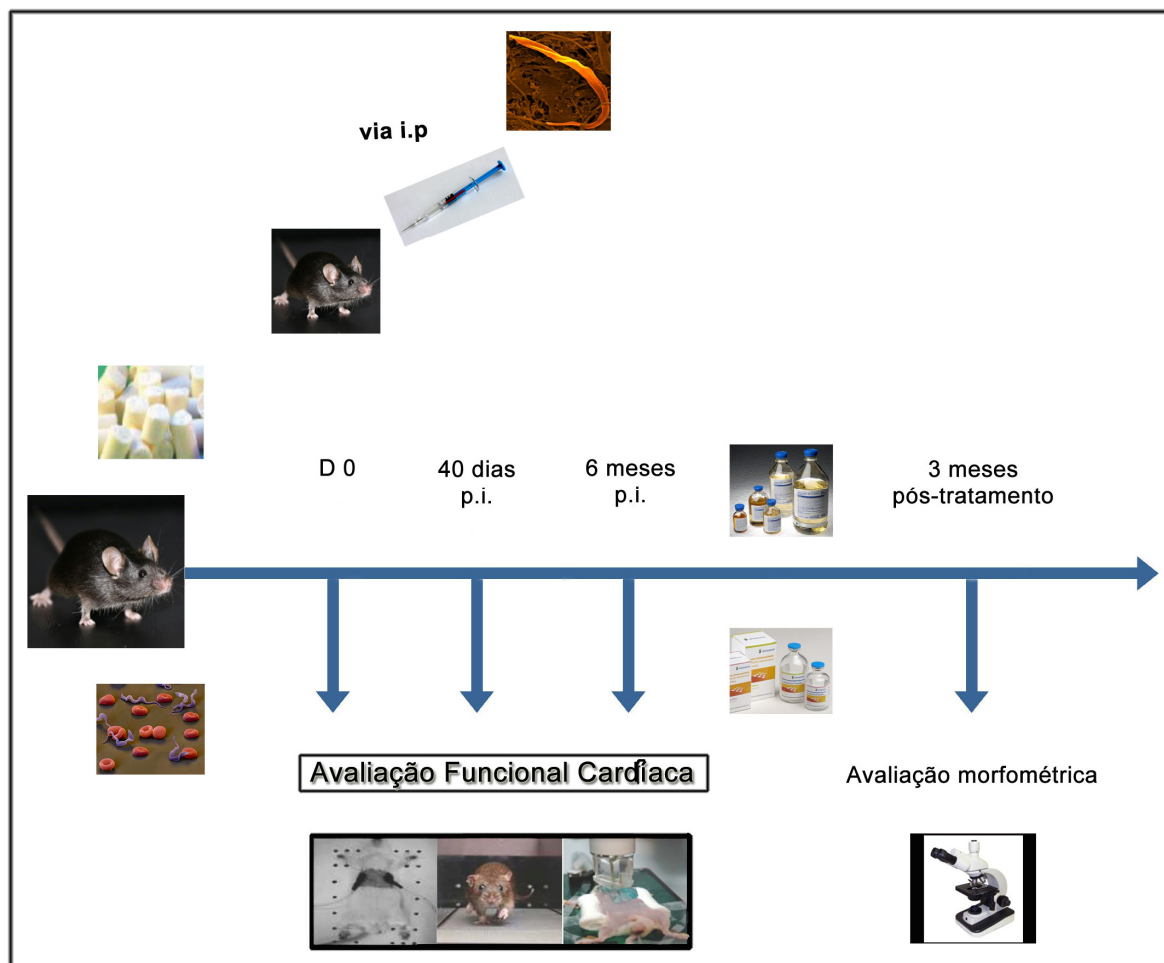 via i.p
D 0
40 dias
p.i.
6 meses
p.i.
3 meses
pós-tratamento
Avaliação Funcional Cardíaca
Avaliação morfométrica